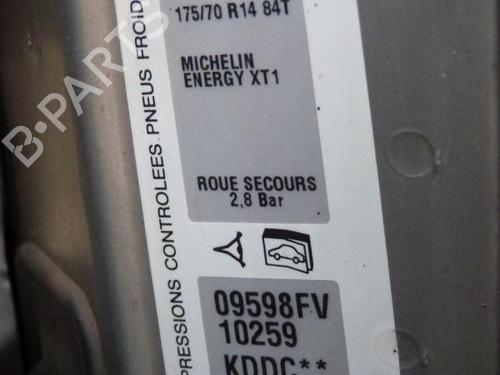 175/70 R14 84T
MICHELIN
ENERGY XT1
ROUE SECOURS
2,8 Bar
PRESSIONS CONTROLEES PNEUS FROID
09598FV
10259
KDDC**
B-PARTS